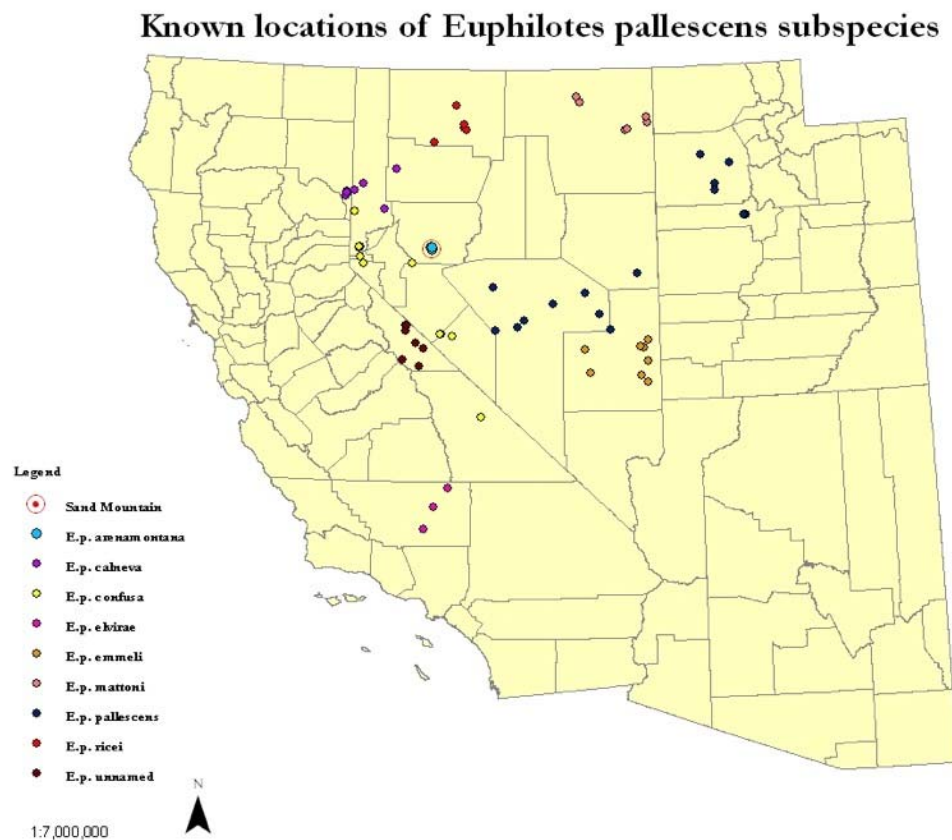 Known locations of Euphilotes pallescens subspecies
Legend
Sand Mountain
E.p. arenamontana
E.p. calneva
E.p. confusa
E.p. elvirae
E.p. emmeli
E.p. mattoni
E.p. pallescens
E.p. ricei
E.p. unnamed
N
1:7,000,000